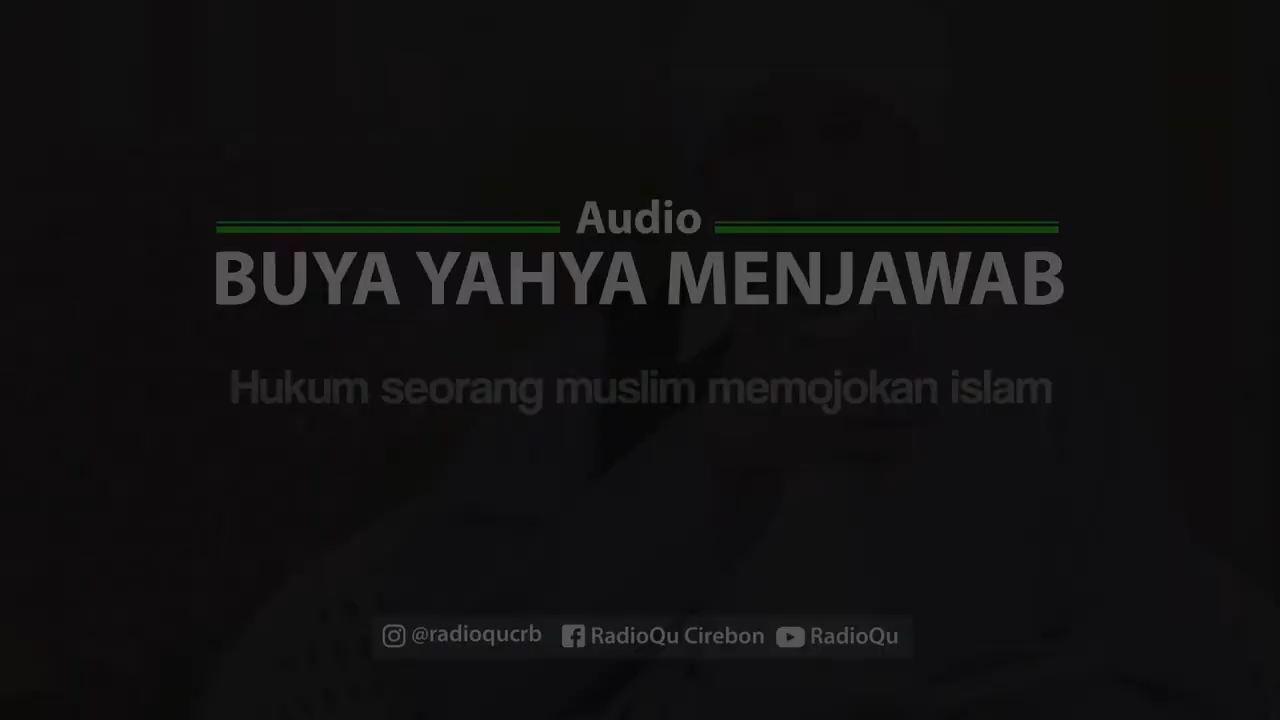 Audio
BUYA YAHYA MENJAWAB
Hukum seorang muslim memojokan islam
@radioqucrb RadioQu Cirebon RadioQu